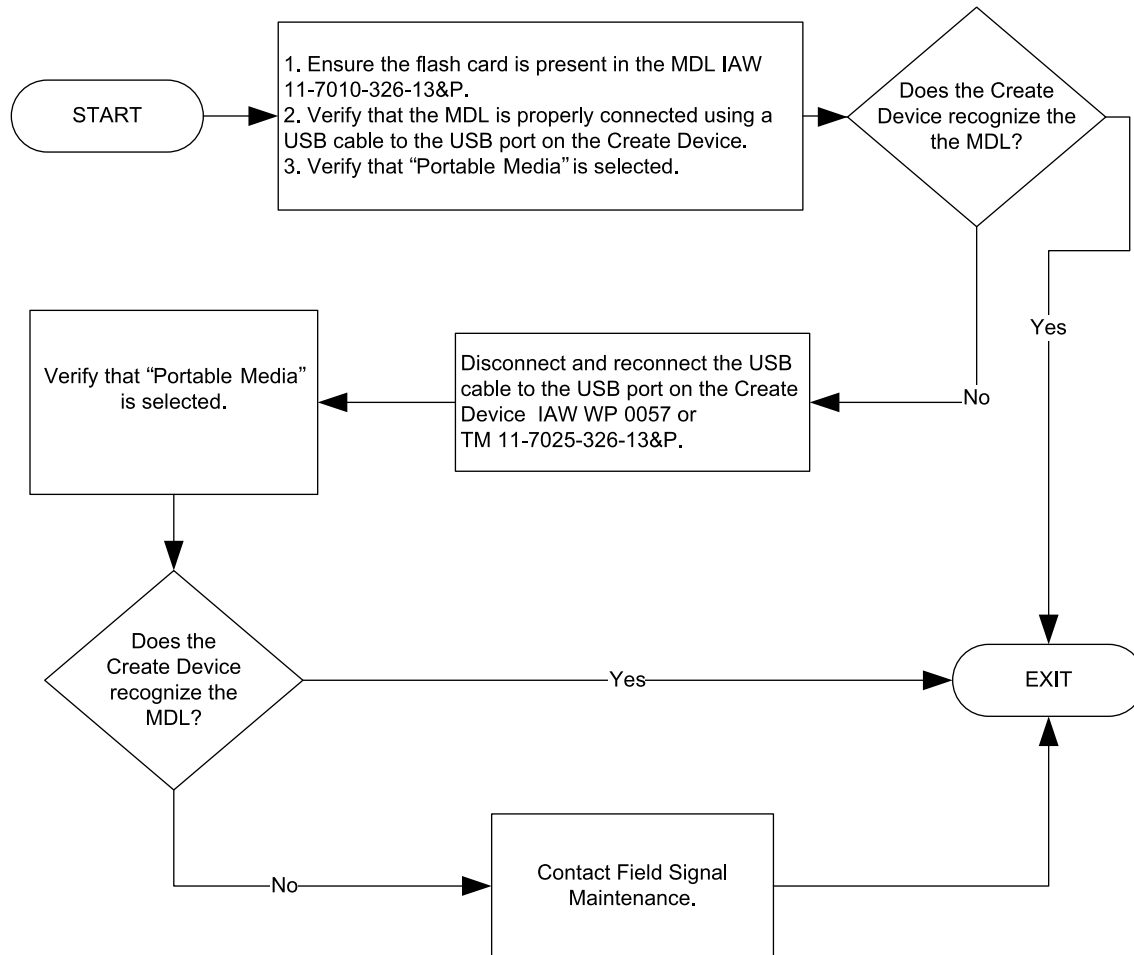 START
1. Ensure the flash card is present in the MDL IAW
11-7010-326-13&P.
2. Verify that the MDL is properly connected using a
USB cable to the USB port on the Create Device.
3. Verify that “Portable Media” is selected.
Does the Create
Device recognize the
the MDL?
Yes
No
Disconnect and reconnect the USB
cable to the USB port on the Create
Device IAW WP 0057 or
TM 11-7025-326-13&P.
Verify that “Portable Media”
is selected.
Does the
Create Device
recognize the
MDL?
Yes
EXIT
No
Contact Field Signal
Maintenance.